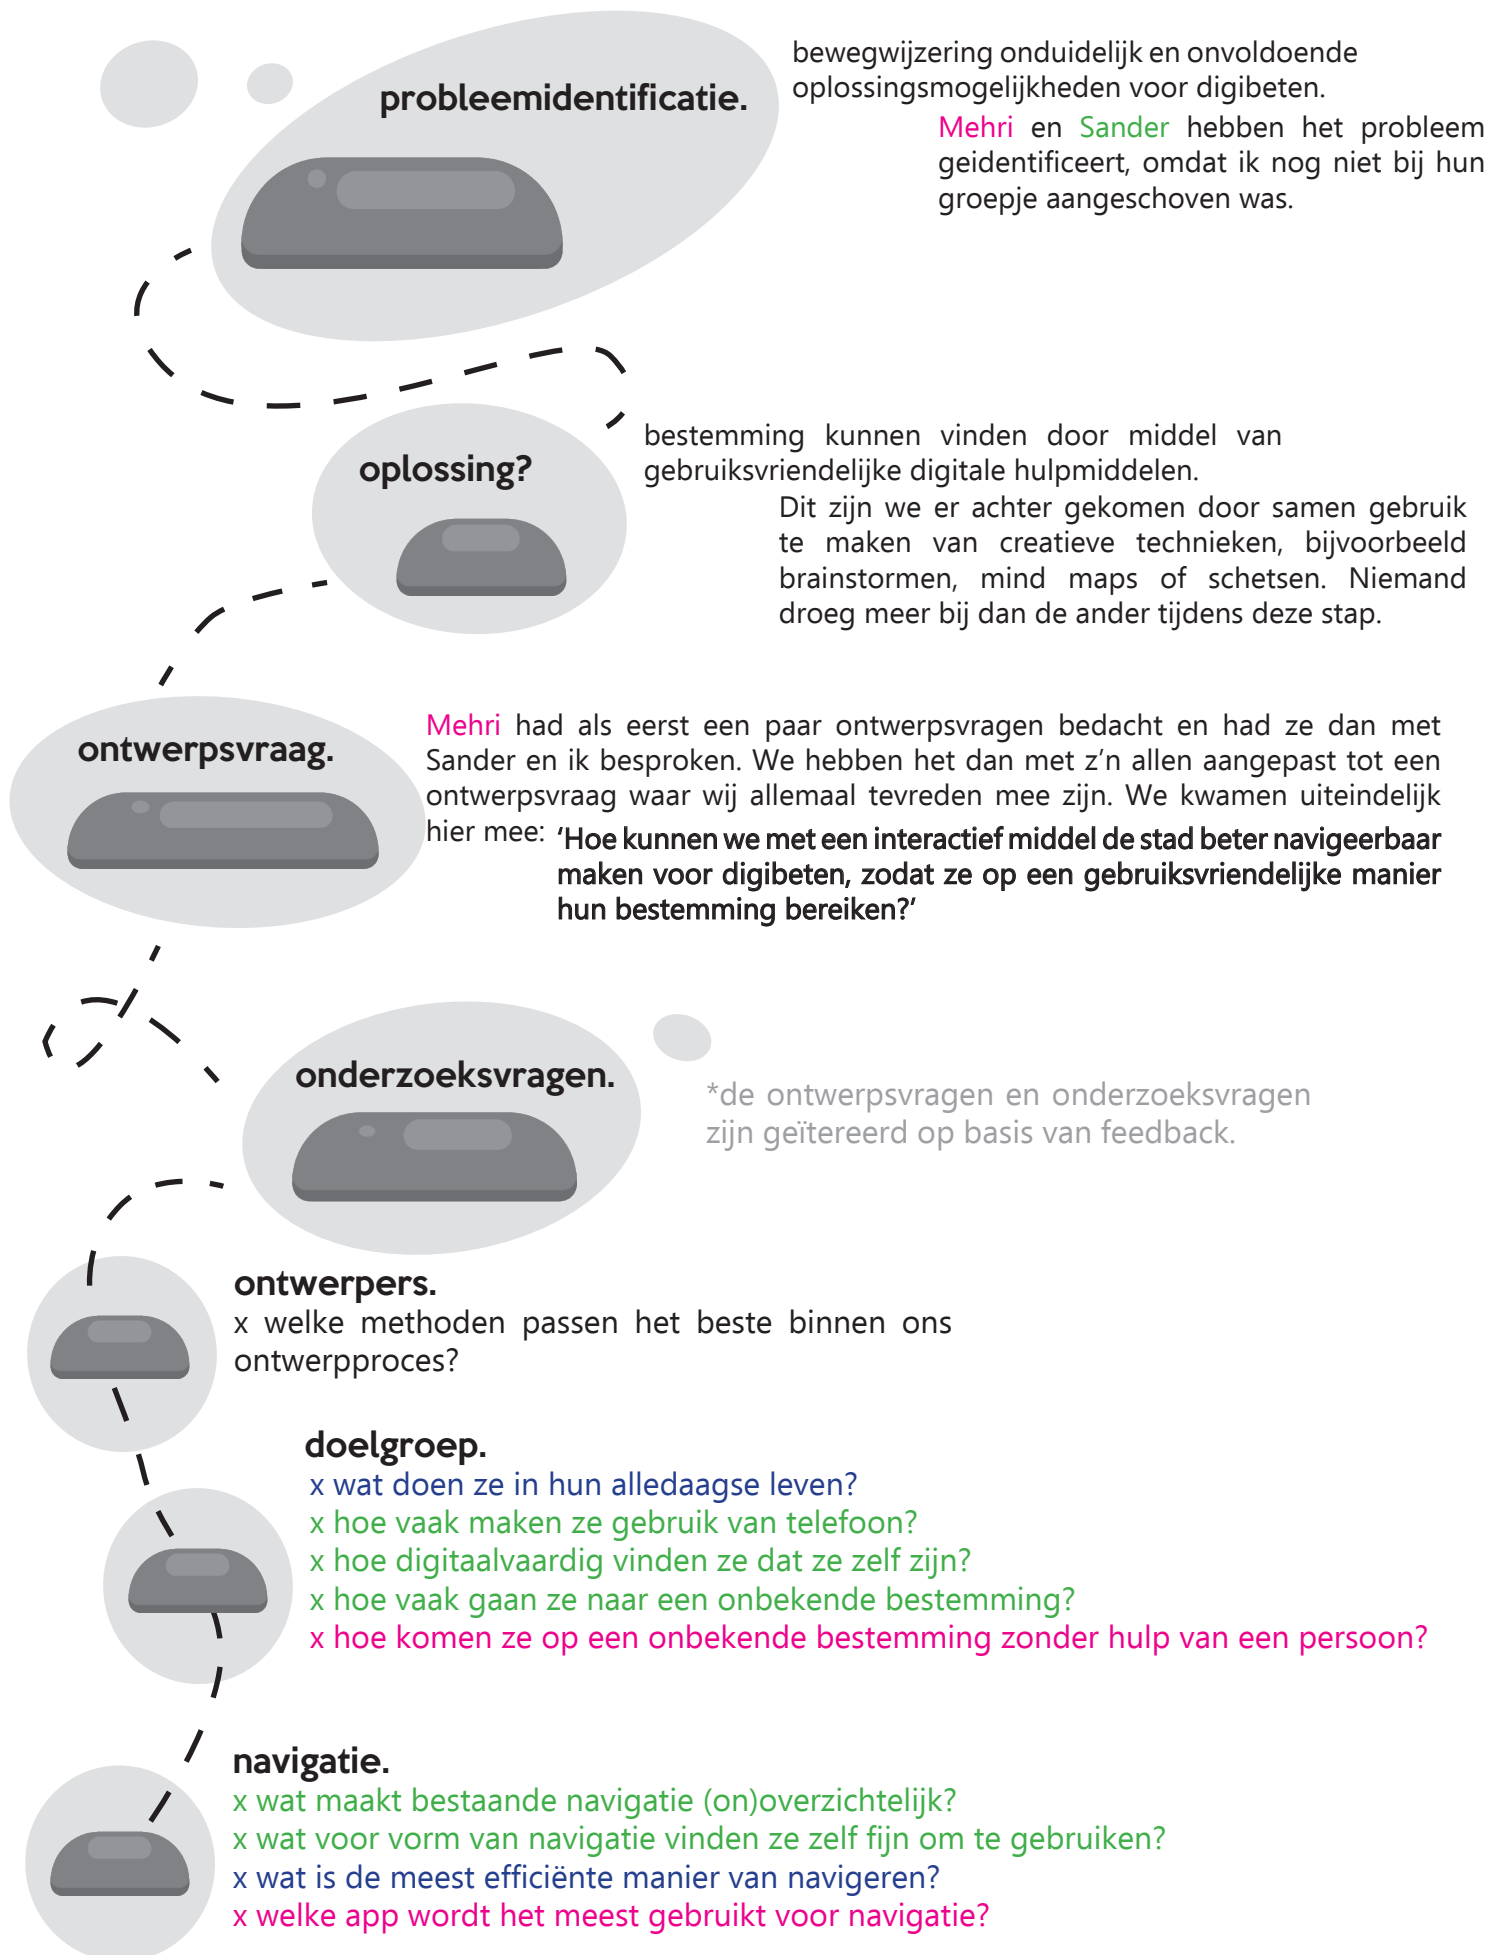 probleemidentificatie.
bewegwijzering onduidelijk en onvoldoende
oplossingsmogelijkheden voor digibeten.
Mehri en Sander hebben het probleem
geidentificeert, omdat ik nog niet bij hun
groepje aangeschoven was.
oplossing?
bestemming kunnen vinden door middel van
gebruiksvriendelijke digitale hulpmiddelen.
Dit zijn we er achter gekomen door samen gebruik
te maken van creatieve technieken, bijvoorbeeld
brainstormen, mind maps of schetsen. Niemand
droeg meer bij dan de ander tijdens deze stap.
ontwerpsvraag.
Mehri had als eerst een paar ontwerpsvragen bedacht en had ze dan met
Sander en ik besproken. We hebben het dan met z'n allen aangepast tot een
ontwerpsvraag waar wij allemaal tevreden mee zijn. We kwamen uiteindelijk
hier mee: 'Hoe kunnen we met een interactief middel de stad beter navigeerbaar
maken voor digibeten, zodat ze op een gebruiksvriendelijke manier
hun bestemming bereiken?'
onderzoeksvragen.
*de ontwerpsvragen en onderzoeksvragen
zijn geïtereerd op basis van feedback.
ontwerpers.
x welke methoden passen het beste binnen ons
ontwerpproces?
doelgroep.
x wat doen ze in hun alledaagse leven?
x hoe vaak maken ze gebruik van telefoon?
x hoe digitaalvaardig vinden ze dat ze zelf zijn?
x hoe vaak gaan ze naar een onbekende bestemming?
x hoe komen ze op een onbekende bestemming zonder hulp van een persoon?
navigatie.
x wat maakt bestaande navigatie (on)overzichtelijk?
x wat voor vorm van navigatie vinden ze zelf fijn om te gebruiken?
x wat is de meest efficiënte manier van navigeren?
x welke app wordt het meest gebruikt voor navigatie?